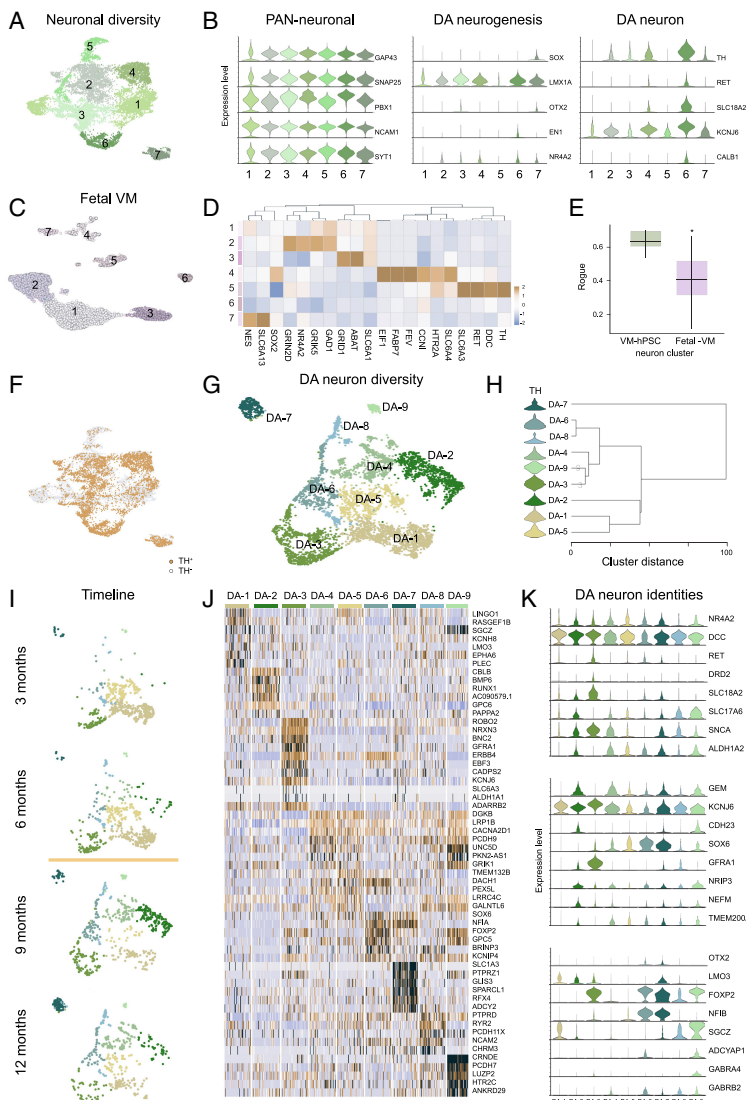 A
Neuronal diversity
5
2
4
1
3
6
7
B
PAN-neuronal
DA neurogenesis
DA neuron
Expression level
GAP43
SNAP25
PBX1
NCAM1
SYT1
1 2 3 4 5 6 7
SOX
LMX1A
OTX2
EN1
NR4A2
1 2 3 4 5 6 7
TH
RET
SLC18A2
KCNJ6
CALB1
1 2 3 4 5 6 7
C
Fetal VM
7
4
5
6
2
1
3
D
1
2
3
4
5
6
7
NES
SLC6A13
SOX2
GRIN2D
NR4A2
GRIK5
GAD1
GRID1
ABAT
SLC6A1
EIF1
FABP7
FEV
CCNI
HTR2A
SLC6A4
SLC6A3
RET
DDC
TH
2
1
0
-1
-2
E
Rogue
0.6
0.4
0.2
*
VM-hPSC
Fetal -VM
neuron cluster
F
TH+
TH-
G
DA neuron diversity
DA-7
DA-9
DA-8
DA-2
DA-4
DA-6
DA-5
DA-3
DA-1
H
TH
DA-7
DA-6
DA-8
DA-4
DA-9
DA-3
DA-2
DA-1
DA-5
0 50 100
Cluster distance
I
Timeline
3 months
6 months
9 months
12 months
J
DA-1 DA-2 DA-3 DA-4 DA-5 DA-6 DA-7 DA-8 DA-9
LINGO1
RASGEF1B
SGCZ
KCNH8
LMO3
EPHA6
PLEC
CBLB
BMP6
RUNX1
AC090579.1
GPC6
PAPPA2
ROBO2
NRXN3
BNC2
GFRA1
ERBB4
EBF3
CADPS2
KCNJ6
SLC6A3
ALDH1A1
ADARRB2
DGKB
LRP1B
CACNA2D1
PCDH9
UNC5D
PKN2-AS1
GRIK1
TMEM132B
DACH1
PEX5L
LRRC4C
GALNTL6
SOX6
NFIA
FOXP2
GPC5
BRINP3
KCNIP4
SLC1A3
PTPRZ1
GLIS3
SPARCL1
RFX4
ADCY2
PTPRD
RYR2
PCDH11X
NCAM2
CHRM3
CRNDE
PCDH7
LUZP2
HTR2C
ANKRD29
K
DA neuron identities
Expression level
NR4A2
DCC
RET
DRD2
SLC18A2
SLC17A6
SNCA
ALDH1A2
GEM
KCNJ6
CDH23
SOX6
GFRA1
NRIP3
NEFM
TMEM200
OTX2
LMO3
FOXP2
NFIB
SGCZ
ADCYAP1
GABRA4
GABRB2